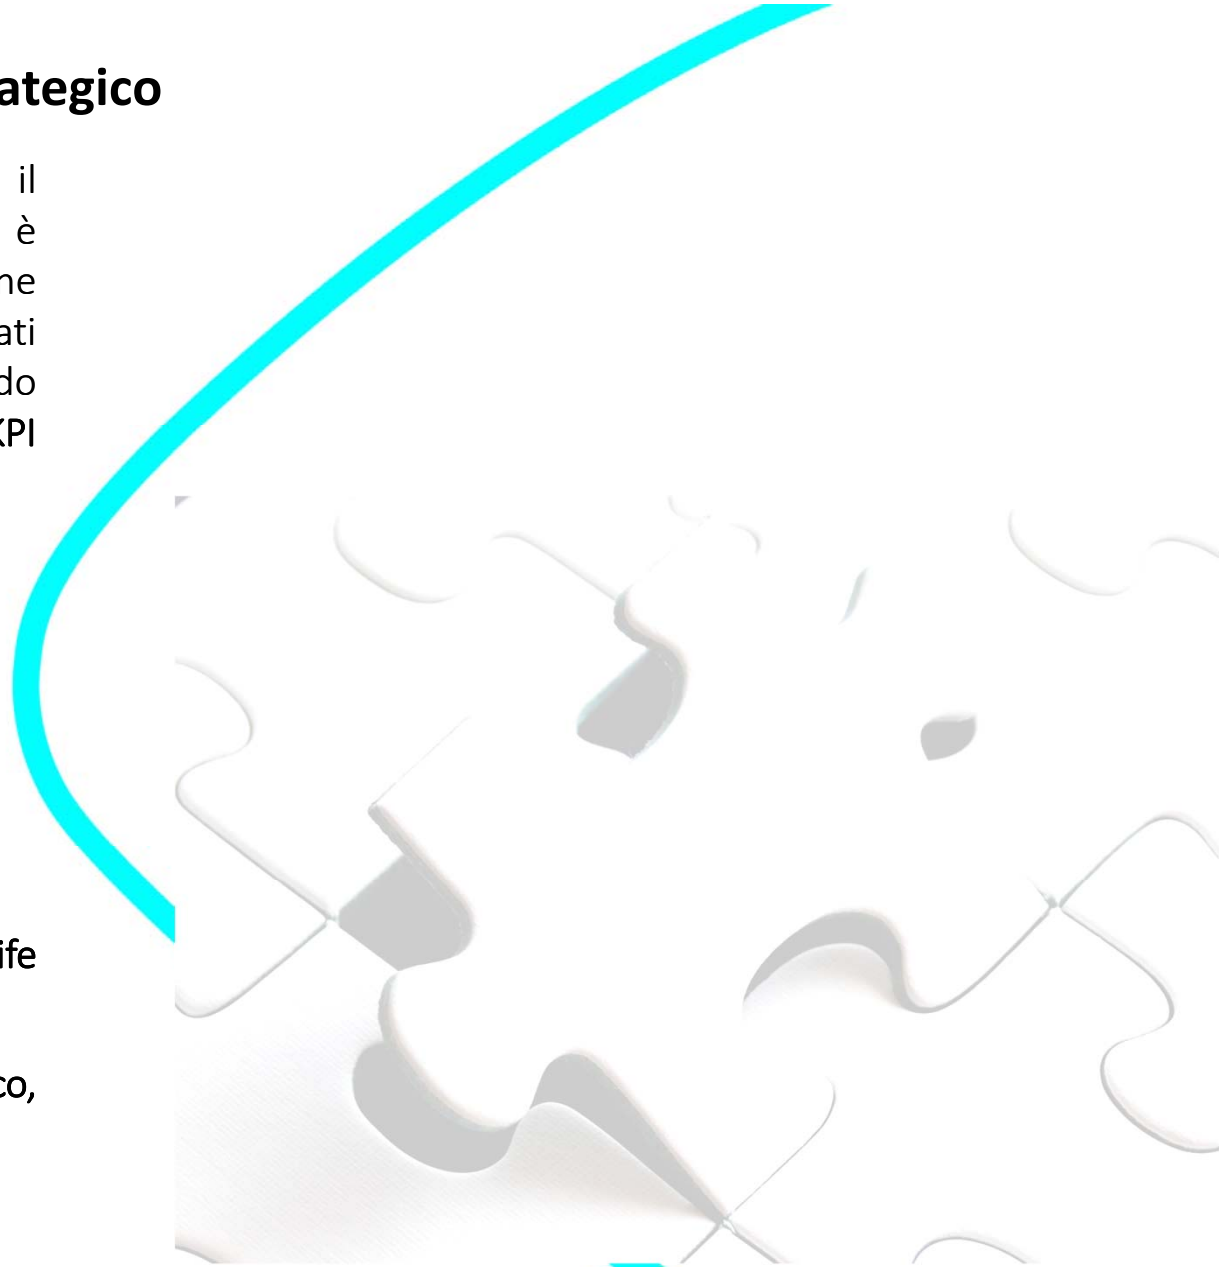 ategico
il
è
ne
ati
do
KPI
ife
co,